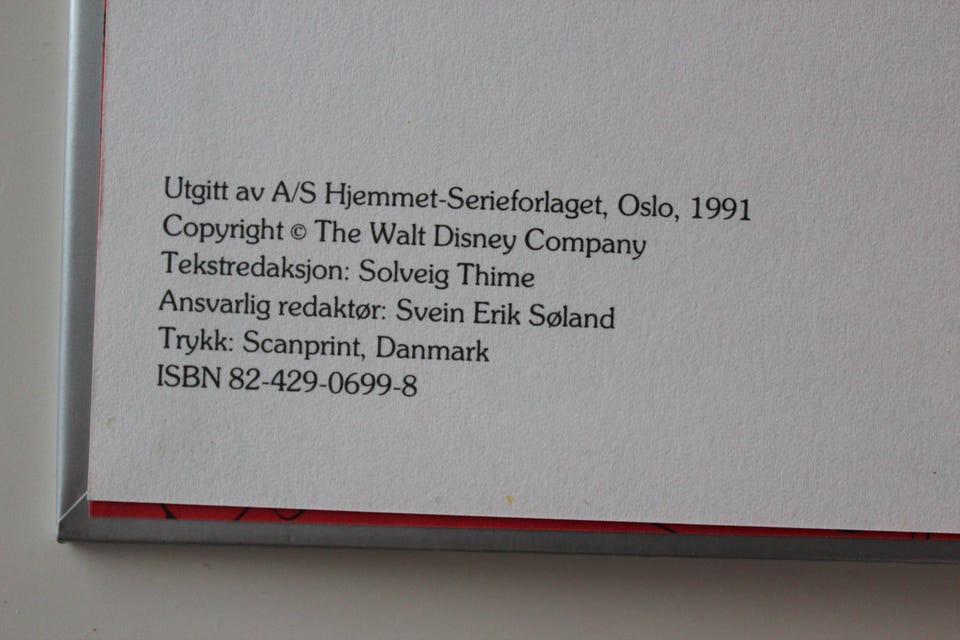 Utgitt av A/S Hjemmet-Serieforlaget, Oslo, 1991
Copyright © The Walt Disney Company
Tekstredaksjon: Solveig Thime
Ansvarlig redaktør: Svein Erik Søland
Trykk: Scanprint, Danmark
ISBN 82-429-0699-8